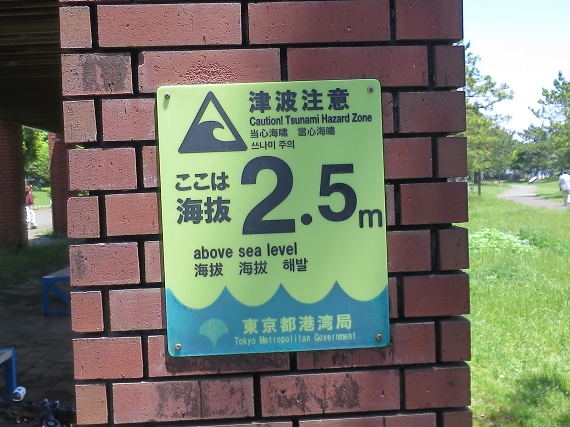 津波注意
Caution! Tsunami Hazard Zone
当心海嘯 當心海嘯
쓰나미 주의
ここは
海抜 2.5m
above sea level
海拔 海拔 해발
東京都港湾局
Tokyo Metropolitan Government